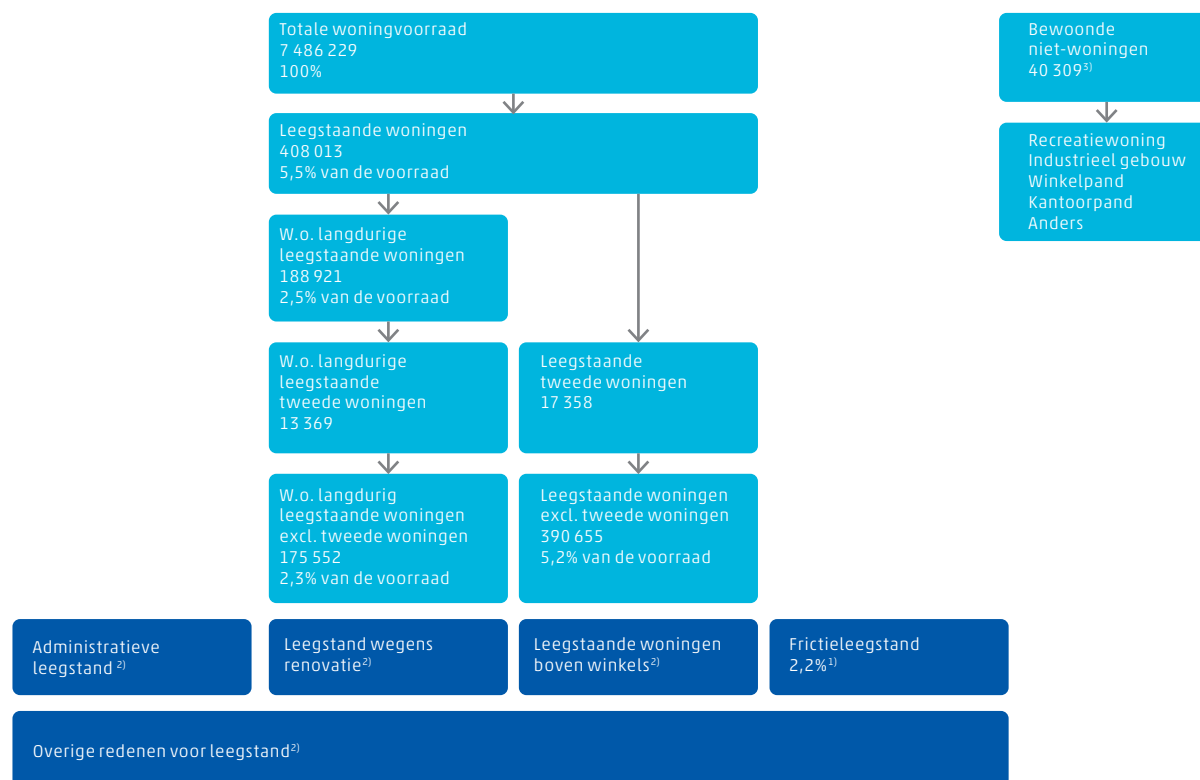 Totale woningvoorraad
7 486 229
100%
Bewoonde
niet-woningen
40 309³⁾
Leegstaande woningen
408 013
5,5% van de voorraad
Recreatiewoning
Industrieel gebouw
Winkelpand
Kantoorpand
Anders
W.o. langdurige
leegstaande woningen
188 921
2,5% van de voorraad
W.o. langdurige
leegstaande
tweede woningen
13 369
Leegstaande
tweede woningen
17 358
W.o. langdurig
leegstaande woningen
excl. tweede woningen
175 552
2,3% van de voorraad
Leegstaande woningen
excl. tweede woningen
390 655
5,2% van de voorraad
Administratieve
leegstand ²⁾
Leegstand wegens
renovatie²⁾
Leegstaande woningen
boven winkels²⁾
Frictieleegstand
2,2%¹⁾
Overige redenen voor leegstand²⁾